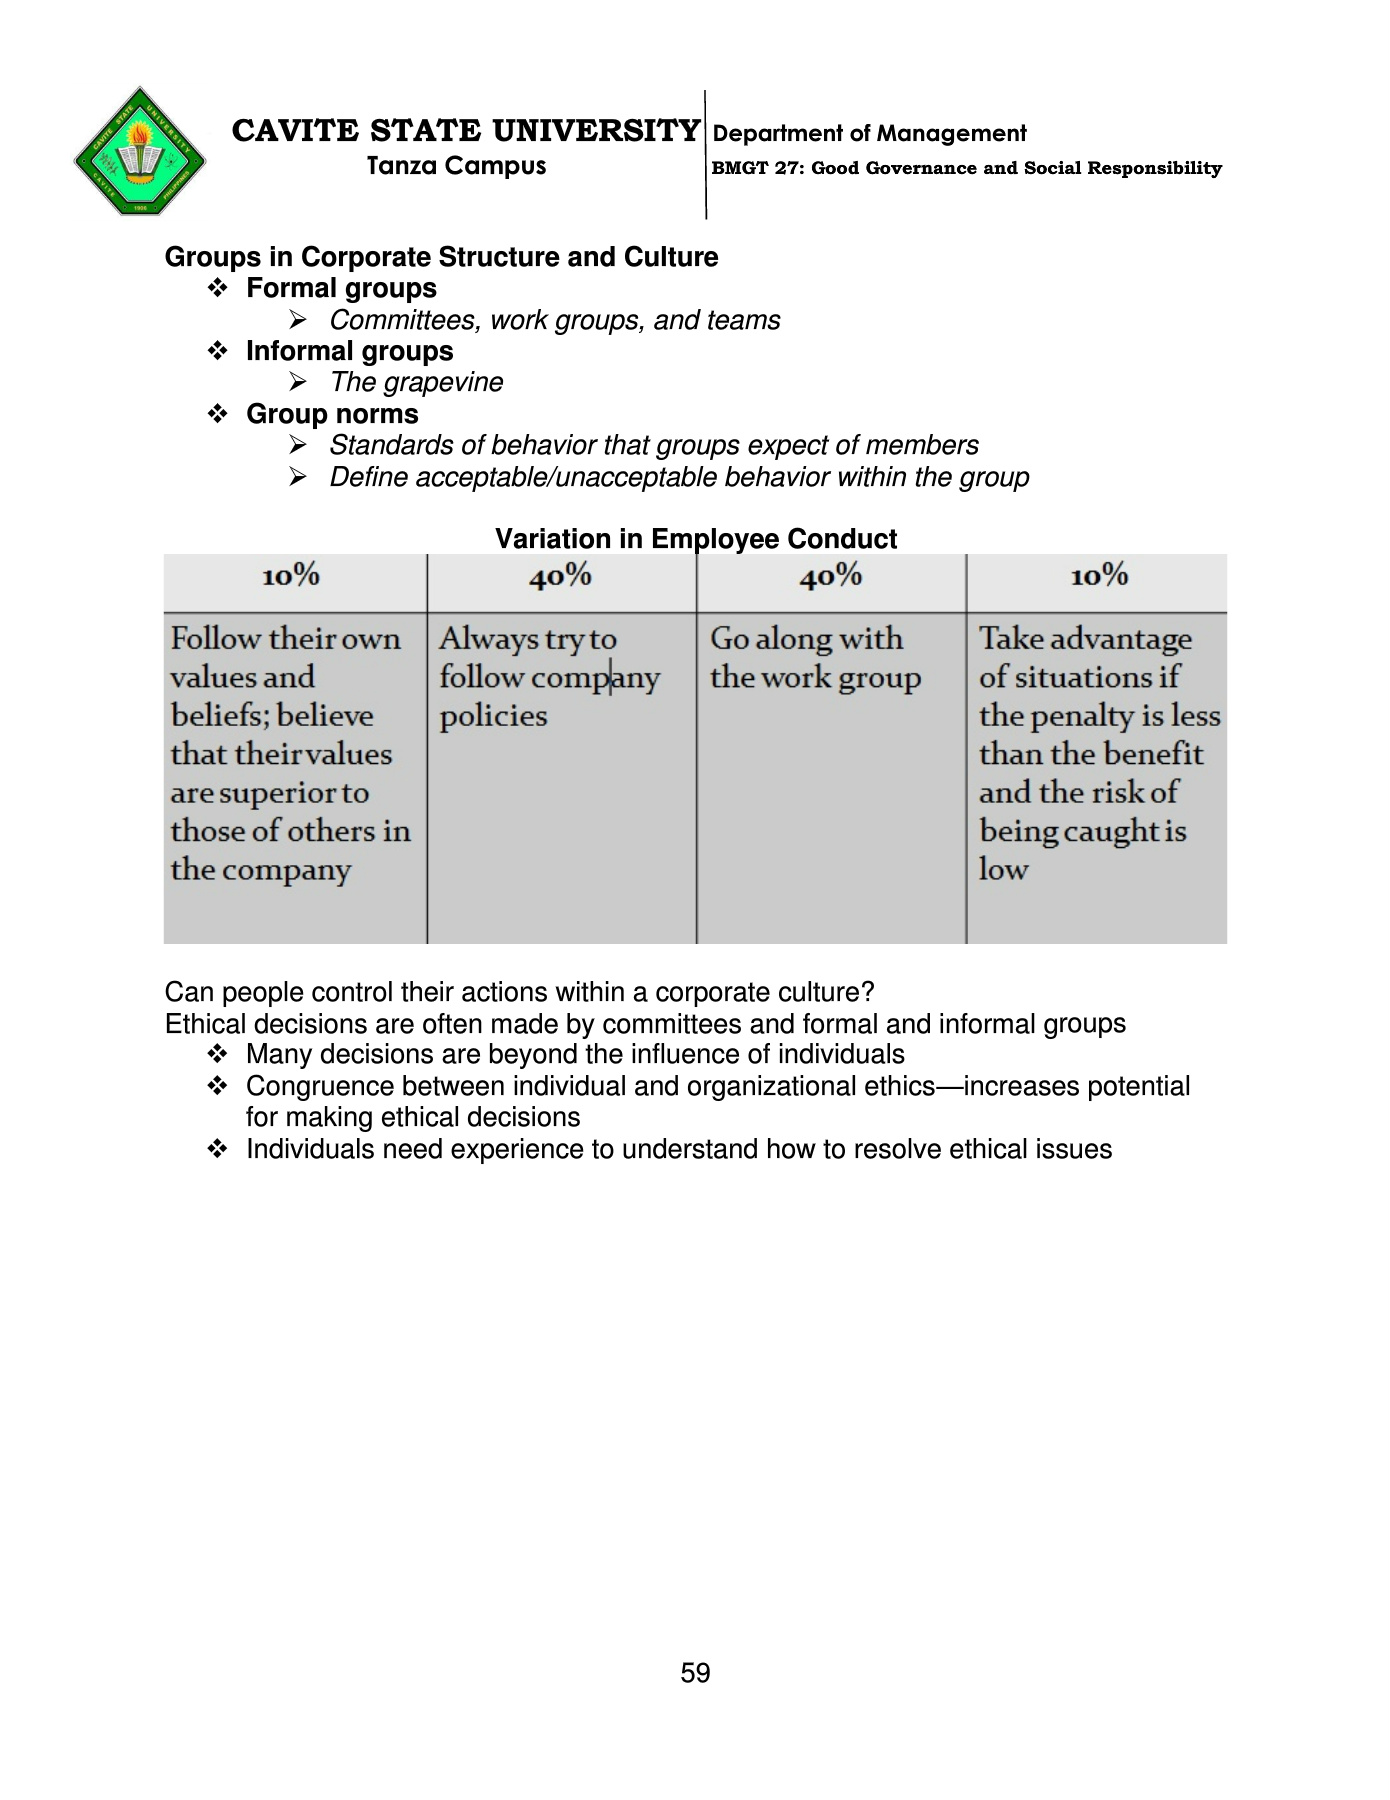 CAVITE STATE UNIVERSITY
Tanza Campus
Department of Management
BMGT 27: Good Governance and Social Responsibility
CAVITE STATE UNIVERSITY
CAVITE
PHILIPPINES
1906
Groups in Corporate Structure and Culture
❖ Formal groups
➢ Committees, work groups, and teams
❖ Informal groups
➢ The grapevine
❖ Group norms
➢ Standards of behavior that groups expect of members
➢ Define acceptable/unacceptable behavior within the group
Variation in Employee Conduct
10%
40%
40%
10%
Follow their own
values and
beliefs; believe
that their values
are superior to
those of others in
the company
Always try to
follow company
policies
Go along with
the work group
Take advantage
of situations if
the penalty is less
than the benefit
and the risk of
being caught is
low
Can people control their actions within a corporate culture?
Ethical decisions are often made by committees and formal and informal groups
❖ Many decisions are beyond the influence of individuals
❖ Congruence between individual and organizational ethics—increases potential
for making ethical decisions
❖ Individuals need experience to understand how to resolve ethical issues
59